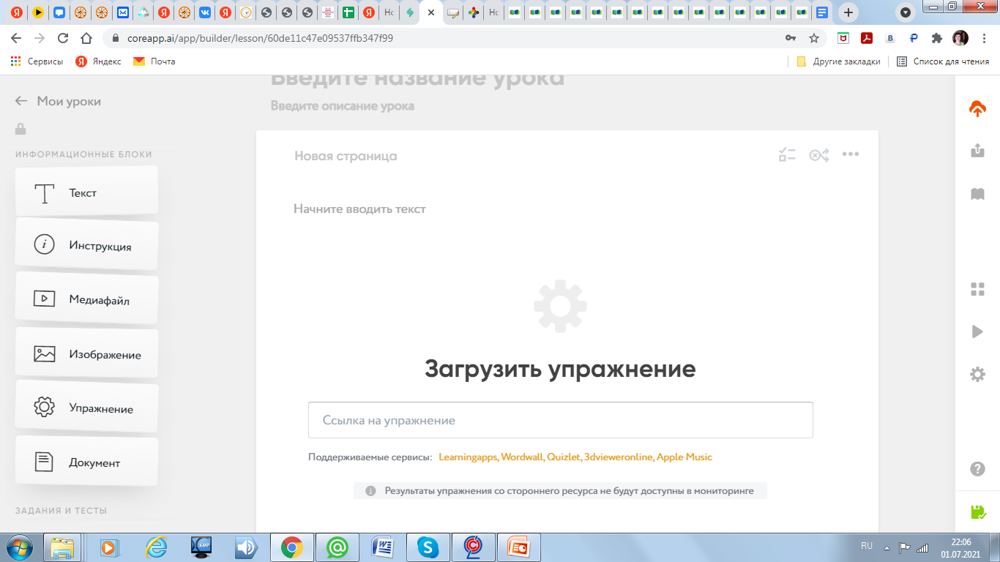 Но
Но
coreapp.ai/app/builder/lesson/60de11c47e09537ffb347f99
Сервисы Яндекс Почта Другие закладки Список для чтения
Введите название урока
Мои уроки
Введите описание урока
ИНФОРМАЦИОННЫЕ БЛОКИ
Новая страница
Текст
Начните вводить текст
Инструкция
Медиафайл
Изображение
Загрузить упражнение
Упражнение
Ссылка на упражнение
Поддерживаемые сервисы: Learningapps, Wordwall, Quizlet, 3dvieweronline, Apple Music
Документ
Результаты упражнения со стороннего ресурса не будут доступны в мониторинге
ЗАДАНИЯ И ТЕСТЫ
RU
22:06
01.07.2021